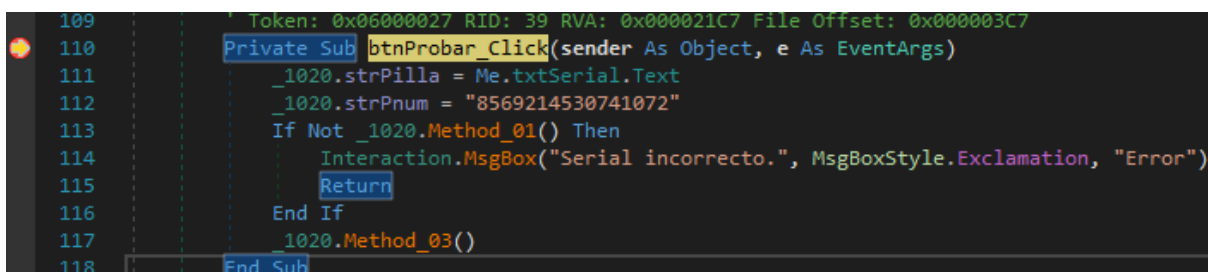 109 ' Token: 0x06000027 RID: 39 RVA: 0x000021C7 File Offset: 0x000003C7
110 Private Sub btnProbar_Click(sender As Object, e As EventArgs)
111 _1020.strPilla = Me.txtSerial.Text
112 _1020.strPnum = "8569214530741072"
113 If Not _1020.Method_01() Then
114 Interaction.MsgBox("Serial incorrecto.", MsgBoxStyle.Exclamation, "Error")
115 Return
116 End If
117 _1020.Method_03()
118 End Sub